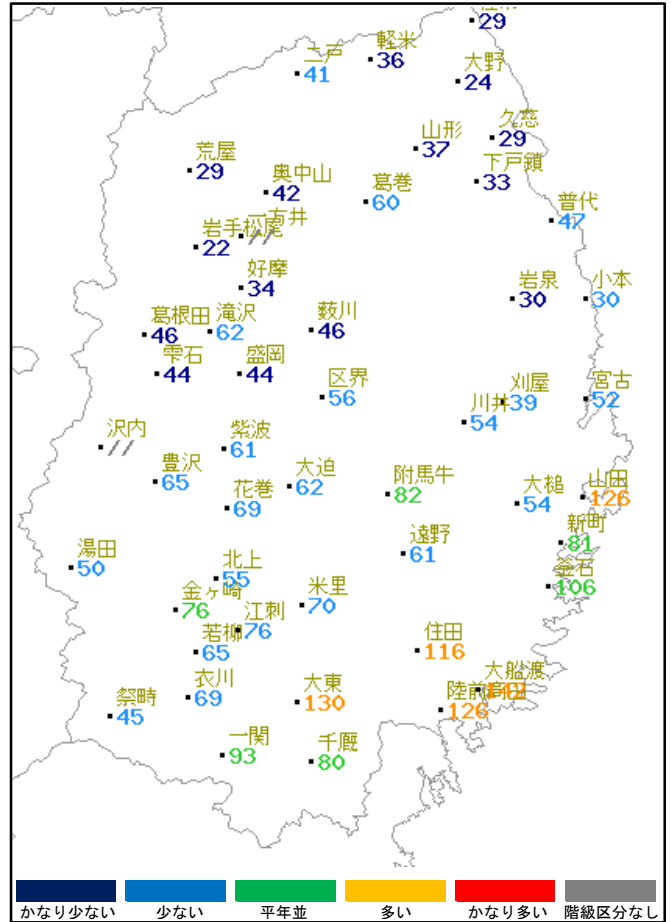 29
軽米
36
二戸
41
大野
24
久慈
29
山形
37
荒屋
29
下戸鎖
33
奥中山
42
葛巻
60
普代
47
一方井
//
岩手松尾
22
好摩
34
岩泉
30
小本
30
葛根田
46
滝沢
62
薮川
46
雫石
44
盛岡
44
区界
56
刈屋
39
川井
54
宮古
52
沢内
//
紫波
61
豊沢
65
大迫
62
附馬牛
82
花巻
69
大槌
54
山田
126
新町
81
湯田
50
遠野
61
北上
55
釜石
106
金ヶ崎
76
米里
70
江刺
76
若柳
65
住田
116
衣川
69
大東
130
大船渡
陸前高田
126
祭畤
45
一関
93
千厩
80
かなり少ない 少ない 平年並 多い かなり多い 階級区分なし